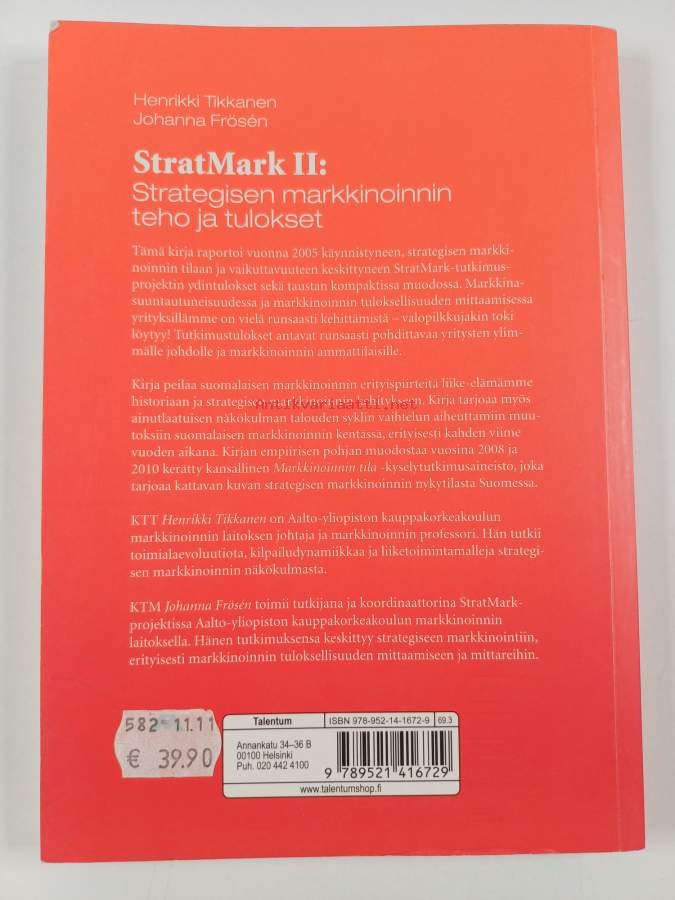 Henrikki Tikkanen
Johanna Frösén
StratMark II:
Strategisen markkinoinnin
teho ja tulokset
Tämä kirja raportoi vuonna 2005 käynnistyneen, strategisen markki-
noinnin tilaan ja vaikuttavuuteen keskittyneen StratMark-tutkimus-
projektin ydintulokset sekä taustan kompaktissa muodossa. Markkina-
suuntautuneisuudessa ja markkinoinnin tuloksellisuuden mittaamisessa
yrityksillämme on vielä runsaasti kehittämistä – valopilkkujakin toki
löytyy! Tutkimustulokset antavat runsaasti pohdittavaa yritysten ylim-
mälle johdolle ja markkinoinnin ammattilaisille.
Kirja peilaa suomalaisen markkinoinnin erityispiirteitä liike-elämämme
historiaan ja strategisen markkinoinnin kehitykseen. Kirja tarjoaa myös
Antikvariaatti.net
ainutlaatuisen näkökulman talouden syklin vaihtelun aiheuttamiin muu-
toksiin suomalaisen markkinoinnin kentässä, erityisesti kahden viime
vuoden aikana. Kirjan empiirisen pohjan muodostaa vuosina 2008 ja
2010 kerätty kansallinen Markkinoinnin tila -kyselytutkimusaineisto, joka
tarjoaa kattavan kuvan strategisen markkinoinnin nykytilasta Suomessa.
KTT Henrikki Tikkanen on Aalto-yliopiston kauppakorkeakoulun
markkinoinnin laitoksen johtaja ja markkinoinnin professori. Hän tutkii
toimialaevoluutiota, kilpailudynamiikkaa ja liiketoimintamalleja strategi-
sen markkinoinnin näkökulmasta.
KTM Johanna Frösén toimii tutkijana ja koordinaattorina StratMark-
projektissa Aalto-yliopiston kauppakorkeakoulun markkinoinnin
laitoksella. Hänen tutkimuksensa keskittyy strategiseen markkinointiin,
erityisesti markkinoinnin tuloksellisuuden mittaamiseen ja mittareihin.
582-11.11
€ 39.90
Talentum
ISBN 978-952-14-1672-9
69.3
Annankatu 34–36 B
00100 Helsinki
Puh. 020 442 4100
9 789521 416729
www.talentumshop.fi